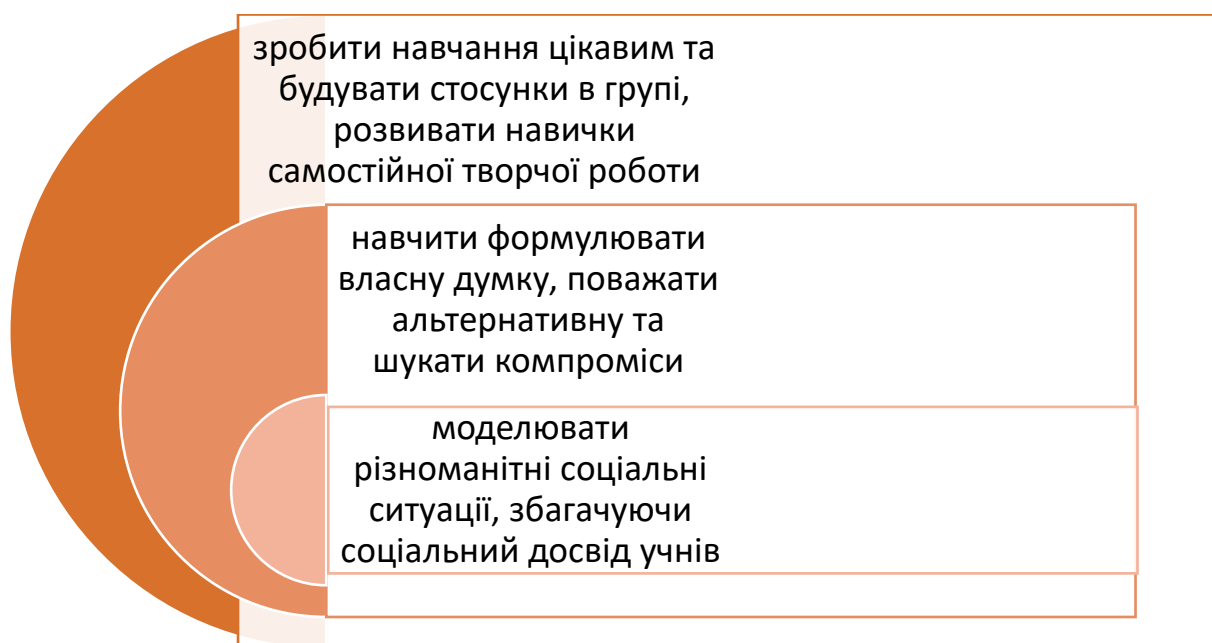 зробити навчання цікавим та
будувати стосунки в групі,
розвивати навички
самостійної творчої роботи
навчити формулювати
власну думку, поважати
альтернативну та
шукати компроміси
моделювати
різноманітні соціальні
ситуації, збагачуючи
соціальний досвід учнів